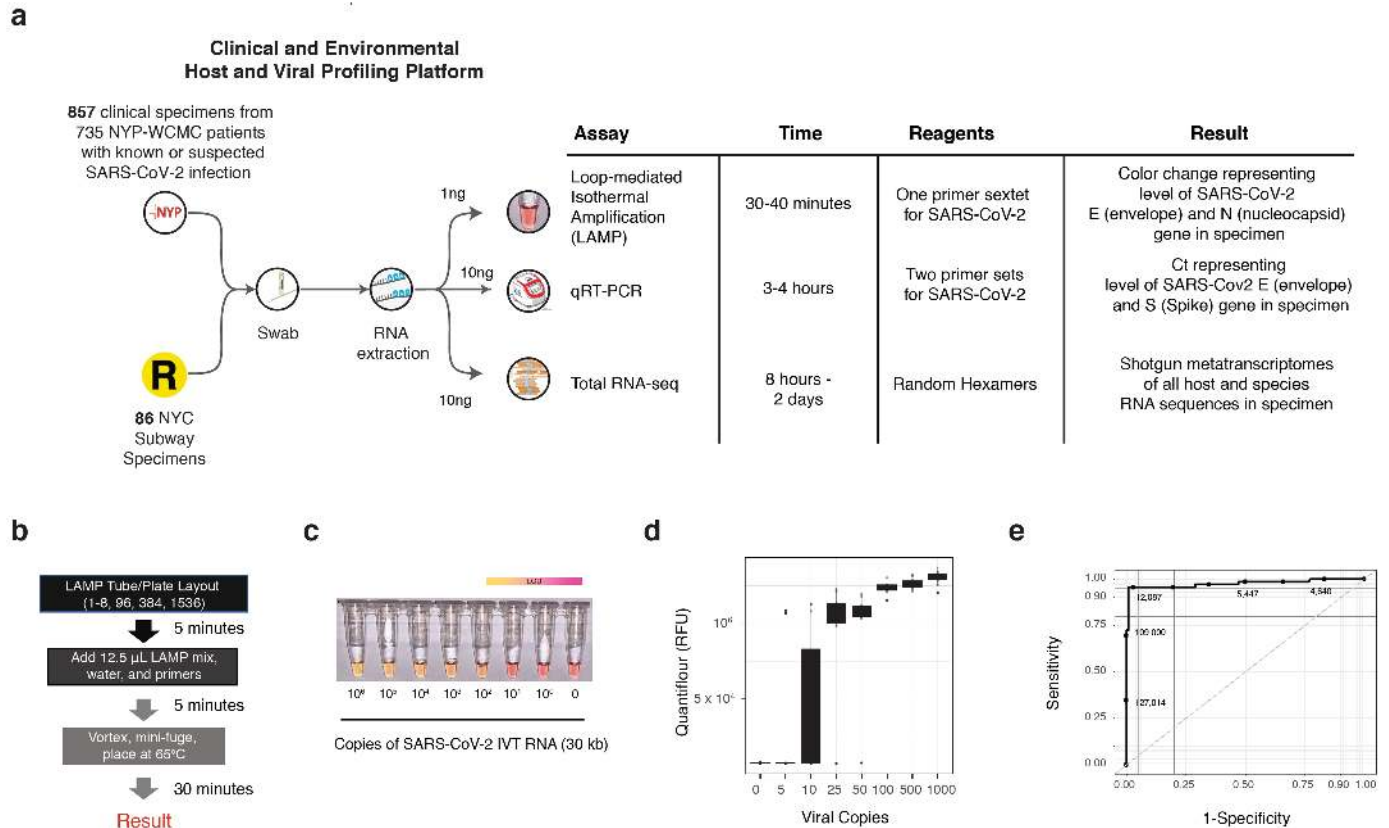 a
Clinical and Environmental
Host and Viral Profiling Platform
857 clinical specimens from
735 NYP-WCMC patients
with known or suspected
SARS-CoV-2 infection
NYP
R
86 NYC
Subway
Specimens
Swab
RNA
extraction
1ng
10ng
10ng
Assay
Time
Reagents
Result
Loop-mediated
Isothermal
Amplification
(LAMP)
30-40 minutes
One primer sextet
for SARS-CoV-2
Color change representing
level of SARS-CoV-2
E (envelope) and N (nucleocapsid)
gene in specimen
qRT-PCR
3-4 hours
Two primer sets
for SARS-CoV-2
Ct representing
level of SARS-Cov2 E (envelope)
and S (Spike) gene in specimen
Total RNA-seq
8 hours -
2 days
Random Hexamers
Shotgun metatranscriptomes
of all host and species
RNA sequences in specimen
b
LAMP Tube/Plate Layout
(1-8, 96, 384, 1536)
5 minutes
Add 12.5 µL LAMP mix,
water, and primers
5 minutes
Vortex, mini-fuge,
place at 65°C
30 minutes
Result
c
Copies of SARS-CoV-2 IVT RNA (30 kb)
d
Quantiflour (RFU)
10⁶
0 5 10 25 50 100 500 1000
Viral Copies
e
Sensitivity
1.00
0.90
0.75
0.50
0.25
0.00
12,097
5,447
4,640
127,014
0.00 0.25 0.50 0.75 0.90 1.00
1-Specificity